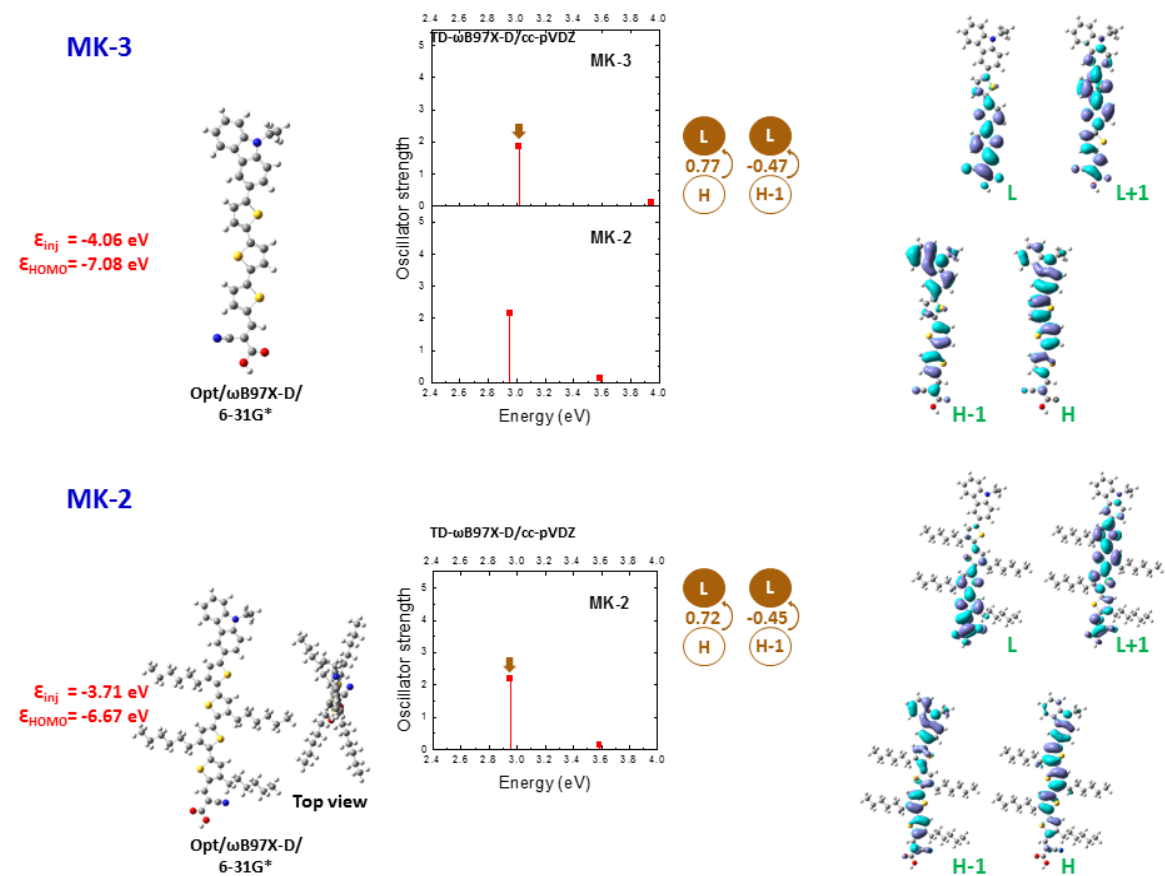 MK-3
2.4 2.6 2.8 3.0 3.2 3.4 3.6 3.8 4.0
TD-ωB97X-D/cc-pVDZ
MK-3
5
4
3
2
1
0
L L
0.77 -0.47
H H-1
L L+1
εinj = -4.06 eV
εHOMO= -7.08 eV
Oscillator strength
MK-2
5
4
3
2
1
0
2.4 2.6 2.8 3.0 3.2 3.4 3.6 3.8 4.0
Energy (eV)
Opt/ωB97X-D/
6-31G*
H-1 H
MK-2
TD-ωB97X-D/cc-pVDZ
2.4 2.6 2.8 3.0 3.2 3.4 3.6 3.8 4.0
MK-2
5
4
3
2
1
0
Oscillator strength
2.4 2.6 2.8 3.0 3.2 3.4 3.6 3.8 4.0
Energy (eV)
L L
0.72 -0.45
H H-1
L L+1
εinj = -3.71 eV
εHOMO= -6.67 eV
Top view
Opt/ωB97X-D/
6-31G*
H-1 H